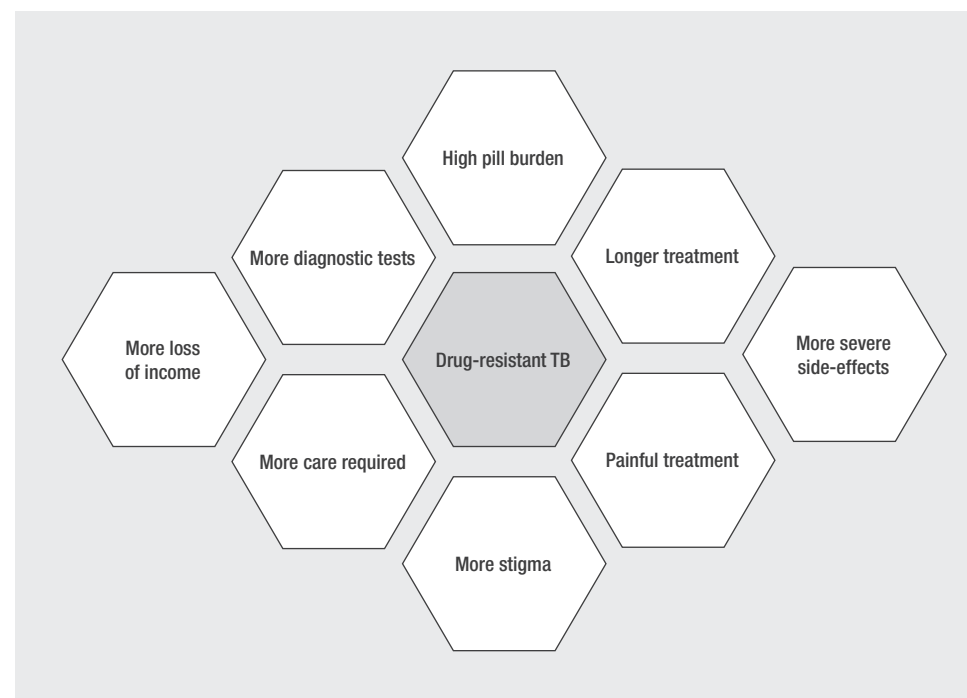 High pill burden
More diagnostic tests
Longer treatment
More loss
of income
Drug-resistant TB
More severe
side-effects
More care required
Painful treatment
More stigma